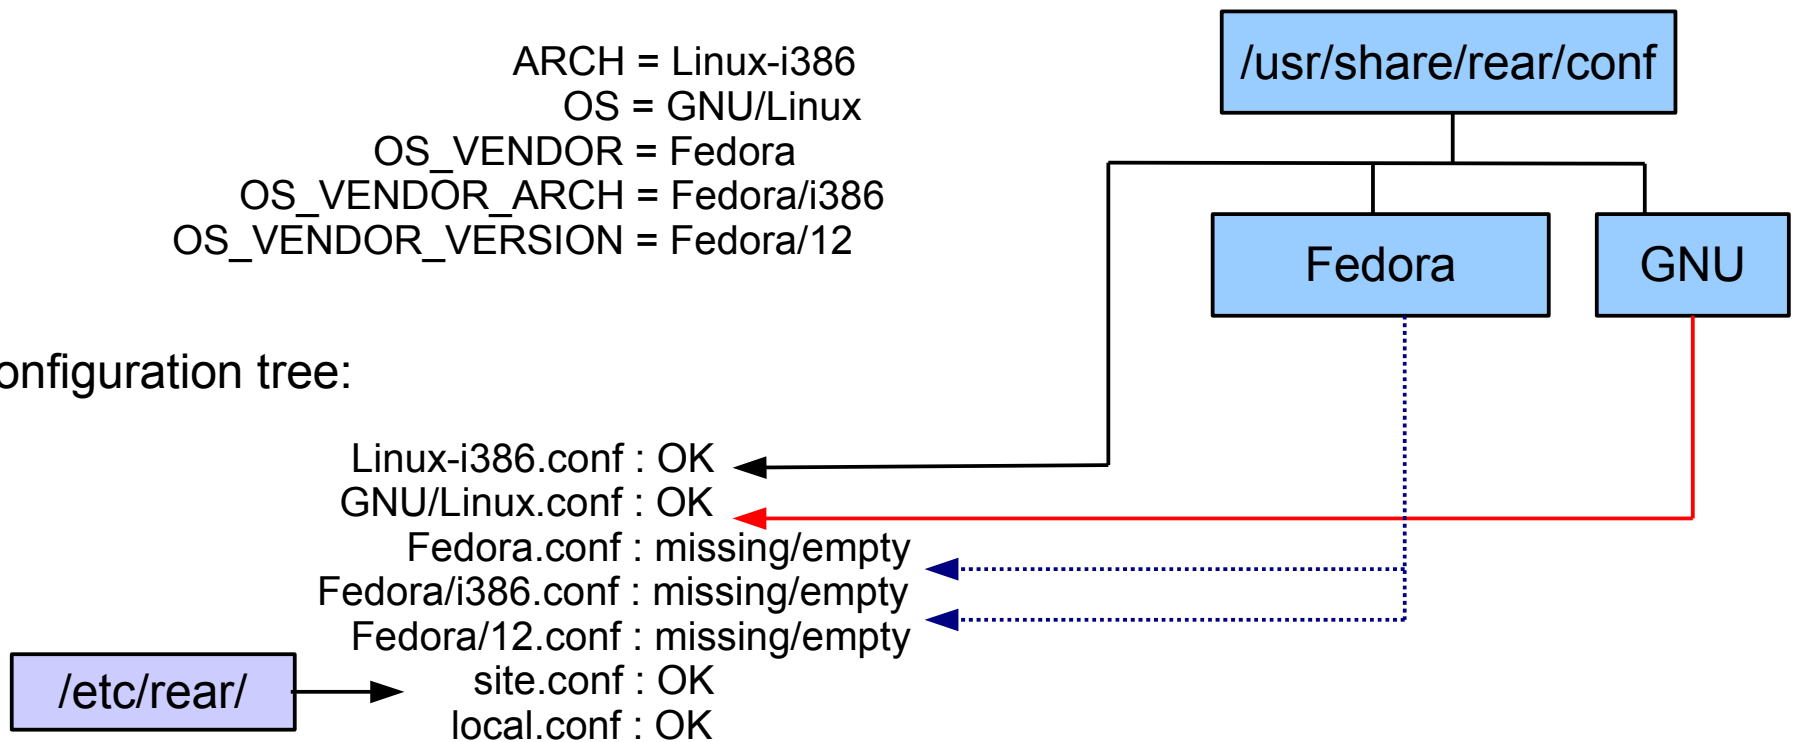 ARCH = Linux-i386
OS = GNU/Linux
OS_VENDOR = Fedora
OS_VENDOR_ARCH = Fedora/i386
OS_VENDOR_VERSION = Fedora/12
/usr/share/rear/conf
Fedora
GNU
onfiguration tree:
Linux-i386.conf : OK
GNU/Linux.conf : OK
Fedora.conf : missing/empty
Fedora/i386.conf : missing/empty
Fedora/12.conf : missing/empty
/etc/rear/
site.conf : OK
local.conf : OK